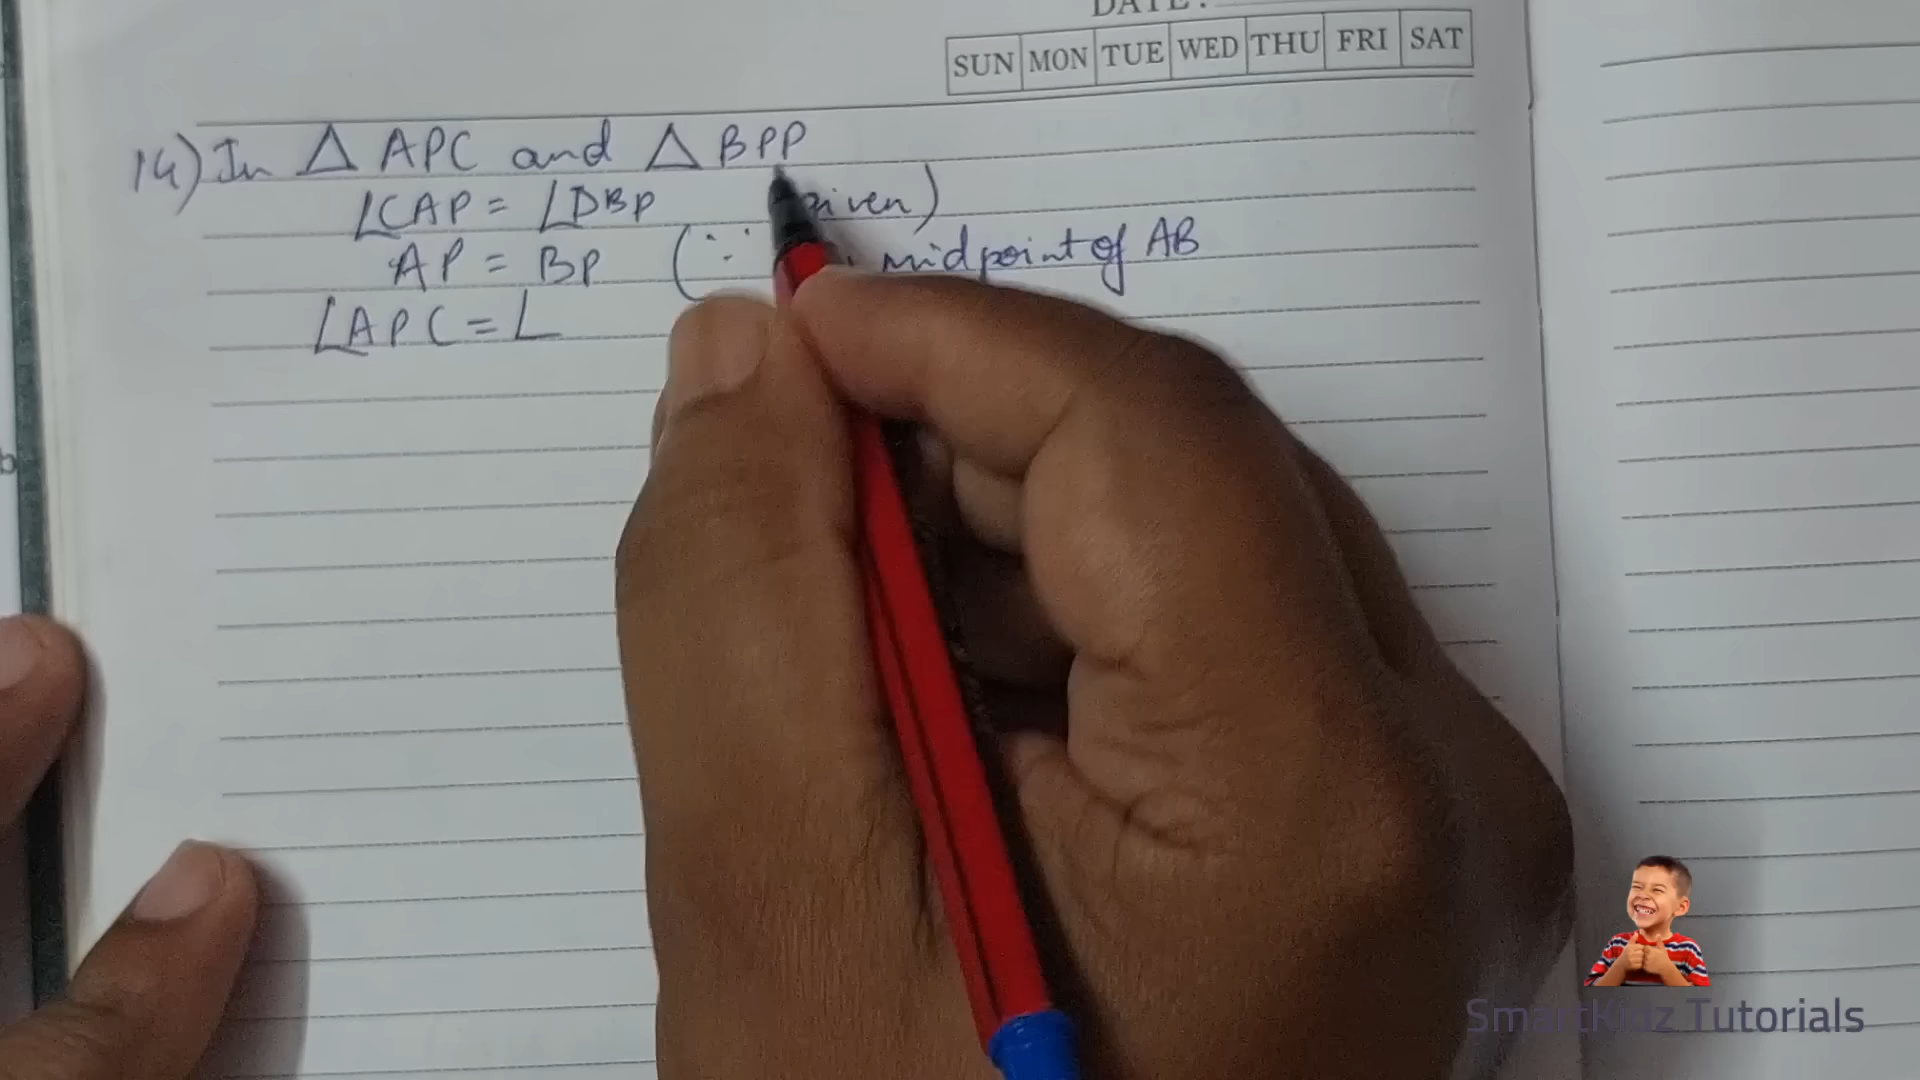 DATE:
SUN MON TUE WED THU FRI SAT
14) In △ APC and △ BPP
∠CAP = ∠DBP given)
AP = BP (∵ midpoint of AB
∠APC = ∠
b
SmartKidz Tutorials